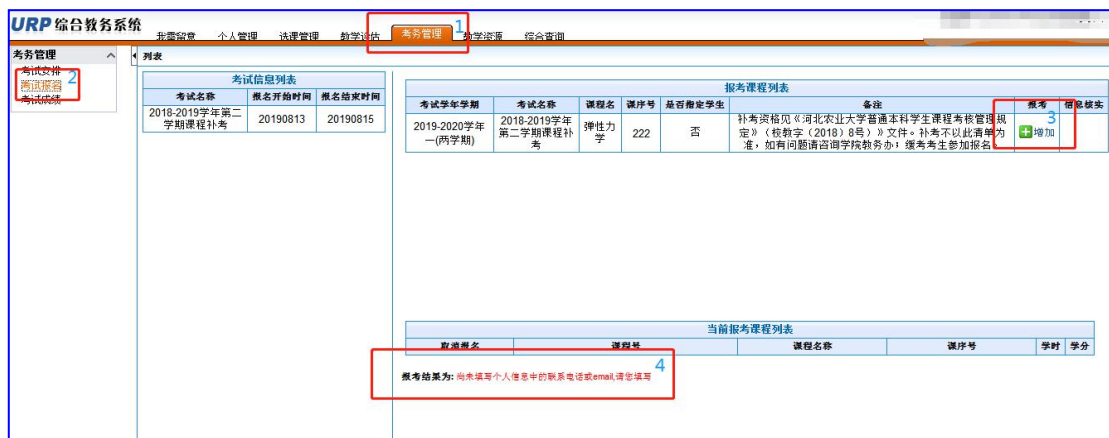 URP 综合教务系统
我需留意 个人管理 选课管理 教学评估 考务管理 教学资源 综合查询
1
考务管理
考试安排
考试报名
2
考试成绩
列表
考试信息列表
考试名称 报名开始时间 报名结束时间
2018-2019学年第二
学期课程补考
20190813 20190815
报考课程列表
考试学年学期 考试名称 课程名 课序号 是否指定学生 备注 报考 信息核实
2019-2020学年
一(两学期)
2018-2019学年
第二学期课程补
考
弹性力
学
222
否
补考资格见《河北农业大学普通本科学生课程考核管理规
定》（校教字（2018）8号）》文件。补考不以此清单为
准，如有问题请咨询学院教务办；缓考考生参加报名。
3
增加
当前报考课程列表
取消报名 课程号 课程名称 课序号 学时 学分
4
报考结果为: 尚未填写个人信息中的联系电话或email,请您填写